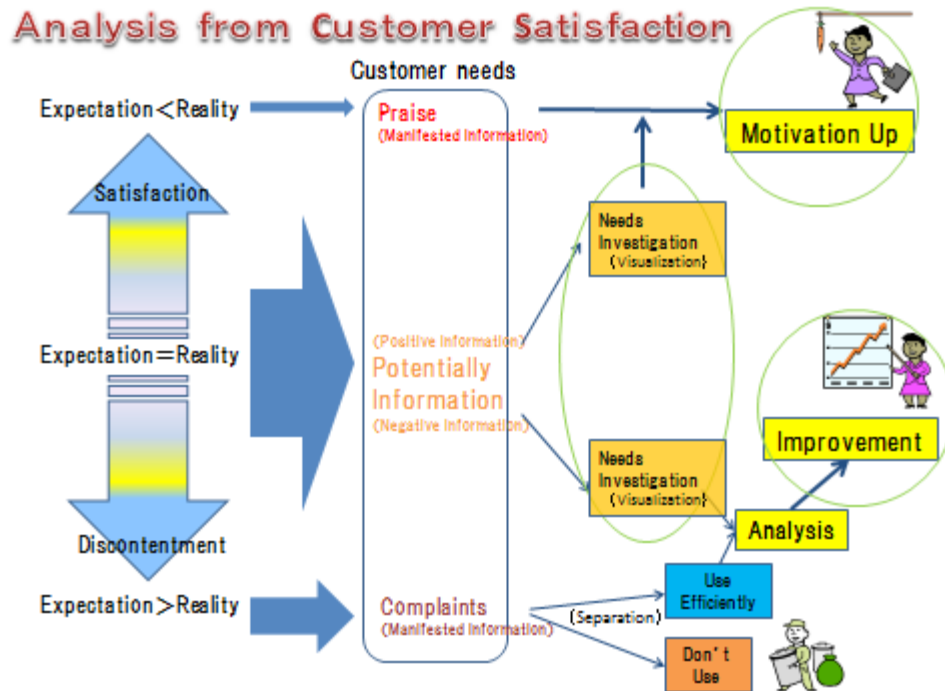 Analysis from Customer Satisfaction
Customer needs
Expectation<Reality
Praise
(Manifested Information)
Motivation Up
Satisfaction
Needs
Investigation
(Visualization}
Expectation=Reality
(Positive Information)
Potentially
Information
(Negative Information)
Improvement
Needs
Investigation
(Visualization}
Analysis
Discontentment
Expectation>Reality
Complaints
(Manifested Information)
(Separation)
Use
Efficiently
Don't
Use